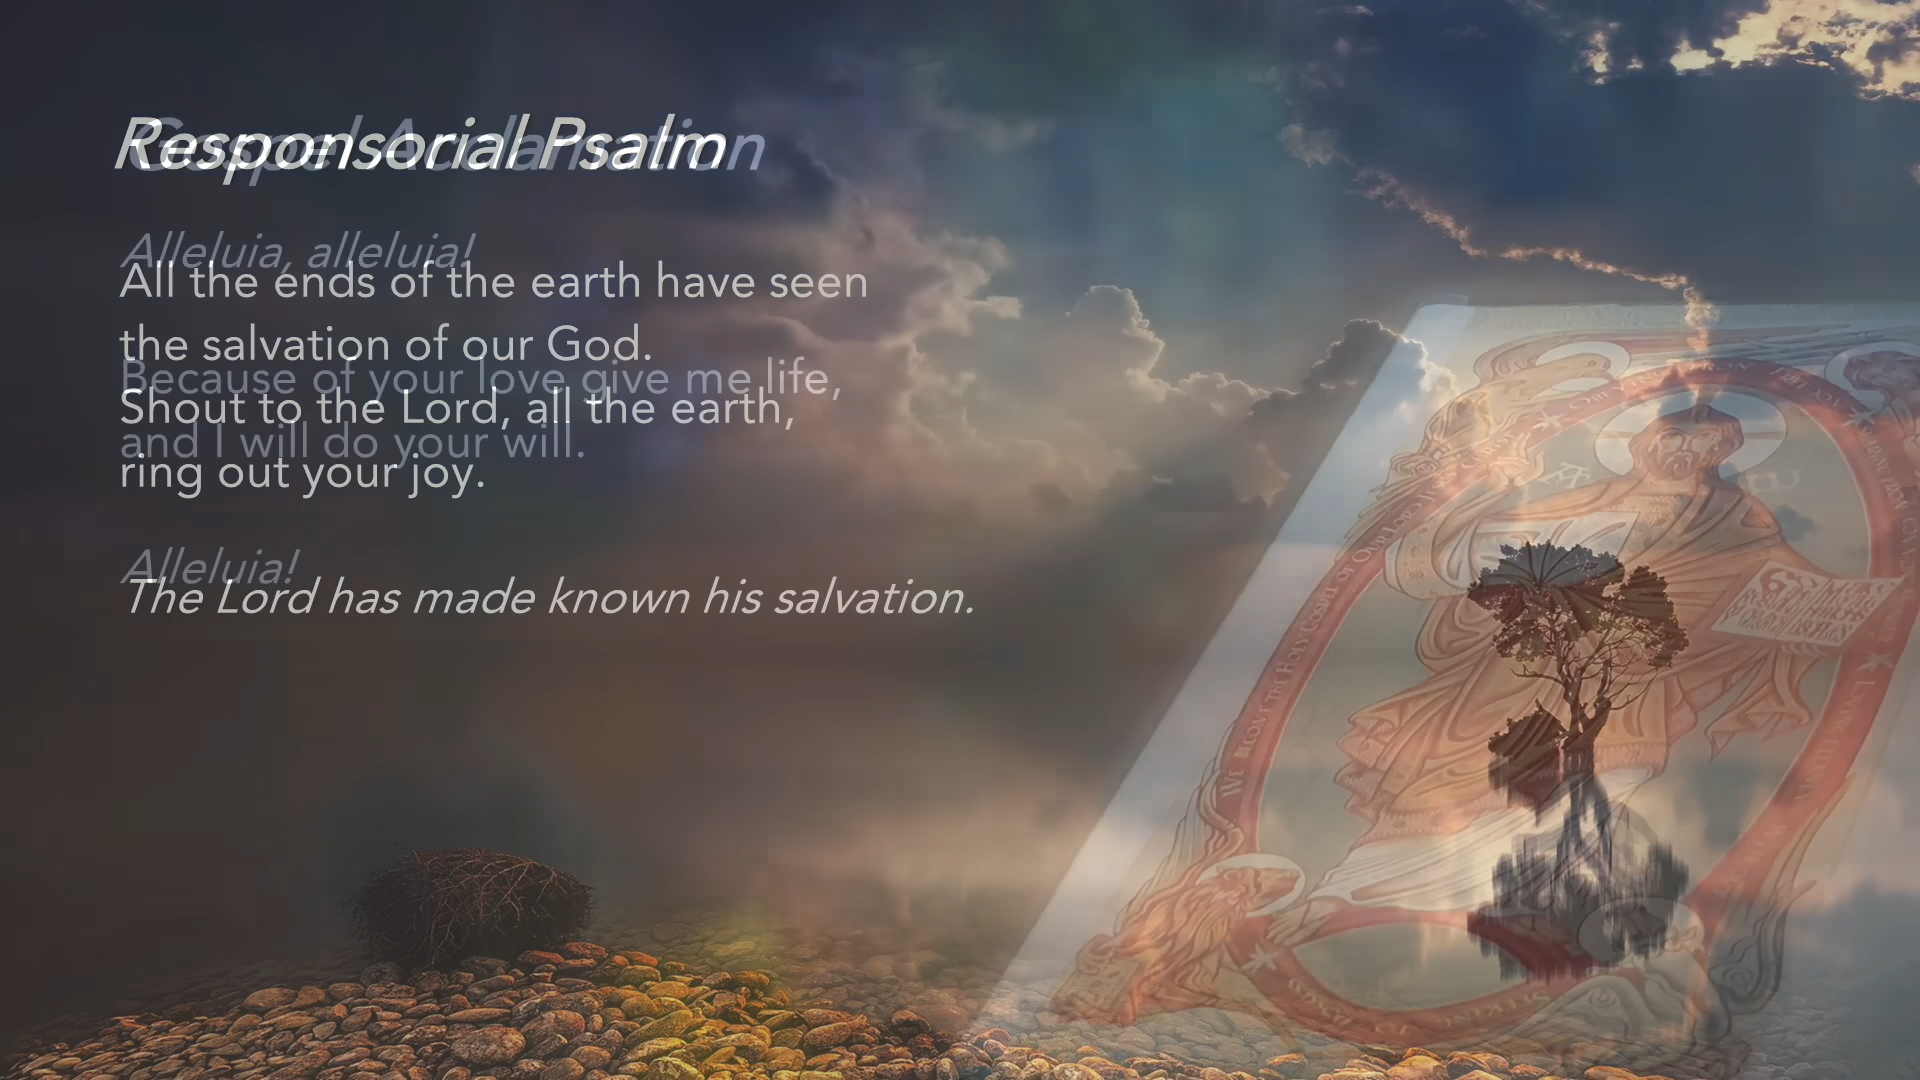 Responsorial Psalm
Gospel Acclamation
Alleluia, alleluia!
All the ends of the earth have seen
the salvation of our God.
Because of your love give me life,
Shout to the Lord, all the earth,
and I will do your will.
ring out your joy.
Alleluia!
The Lord has made known his salvation.